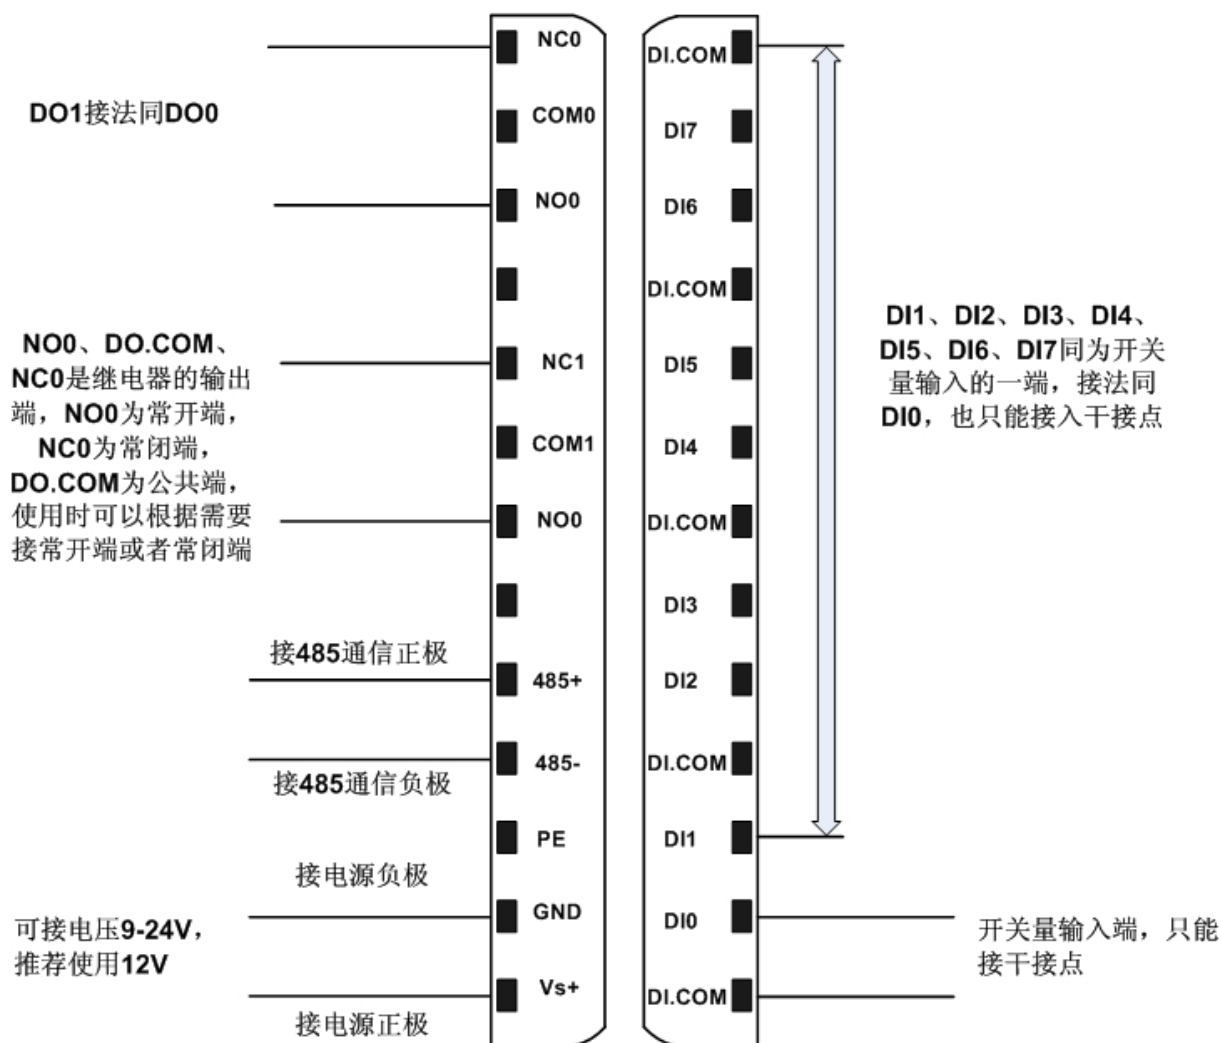 DO1接法同DO0
NO0、DO.COM、
NC0是继电器的输出
端，NO0为常开端，
NC0为常闭端，
DO.COM为公共端，
使用时可以根据需要
接常开端或者常闭端
接485通信正极
接485通信负极
接电源负极
可接电压9-24V，
推荐使用12V
接电源正极
NC0
COM0
NO0
NC1
COM1
NO0
485+
485-
PE
GND
Vs+
DI.COM
DI7
DI6
DI.COM
DI5
DI4
DI.COM
DI3
DI2
DI.COM
DI1
DI0
DI.COM
DI1、DI2、DI3、DI4、
DI5、DI6、DI7同为开关
量输入的一端，接法同
DI0，也只能接入干接点
开关量输入端，只能
接干接点